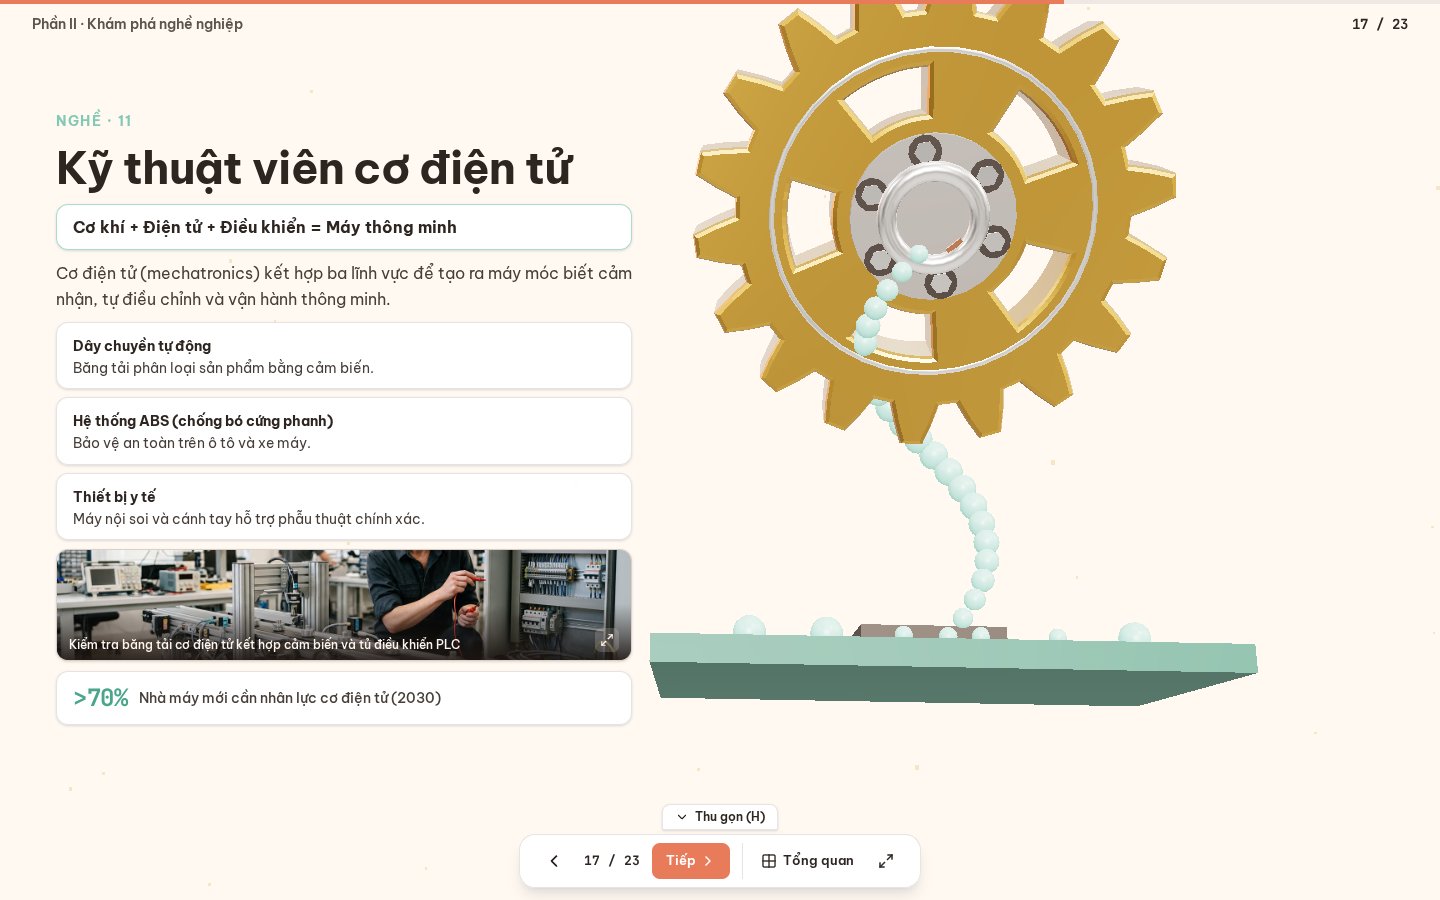 Phần II · Khám phá nghề nghiệp
17 / 23
NGHỀ · 11
Kỹ thuật viên cơ điện tử
Cơ khí + Điện tử + Điều khiển = Máy thông minh
Cơ điện tử (mechatronics) kết hợp ba lĩnh vực để tạo ra máy móc biết cảm
nhận, tự điều chỉnh và vận hành thông minh.
Dây chuyền tự động
Băng tải phân loại sản phẩm bằng cảm biến.
Hệ thống ABS (chống bó cứng phanh)
Bảo vệ an toàn trên ô tô và xe máy.
Thiết bị y tế
Máy nội soi và cánh tay hỗ trợ phẫu thuật chính xác.
Kiểm tra băng tải cơ điện tử kết hợp cảm biến và tủ điều khiển PLC
>70% Nhà máy mới cần nhân lực cơ điện tử (2030)
Thu gọn (H)
17 / 23 Tiếp Tổng quan